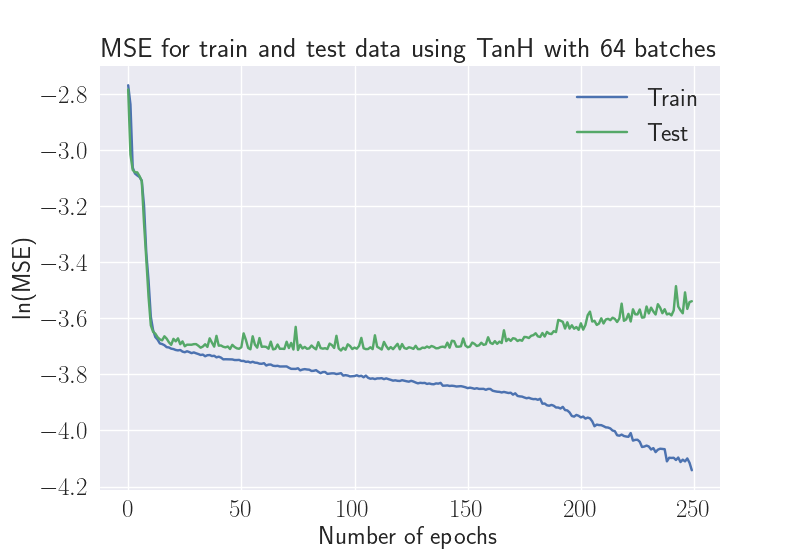 MSE for train and test data using TanH with 64 batches
Train
Test
−2.8
−3.0
−3.2
−3.4
−3.6
−3.8
−4.0
−4.2
ln(MSE)
0 50 100 150 200 250
Number of epochs